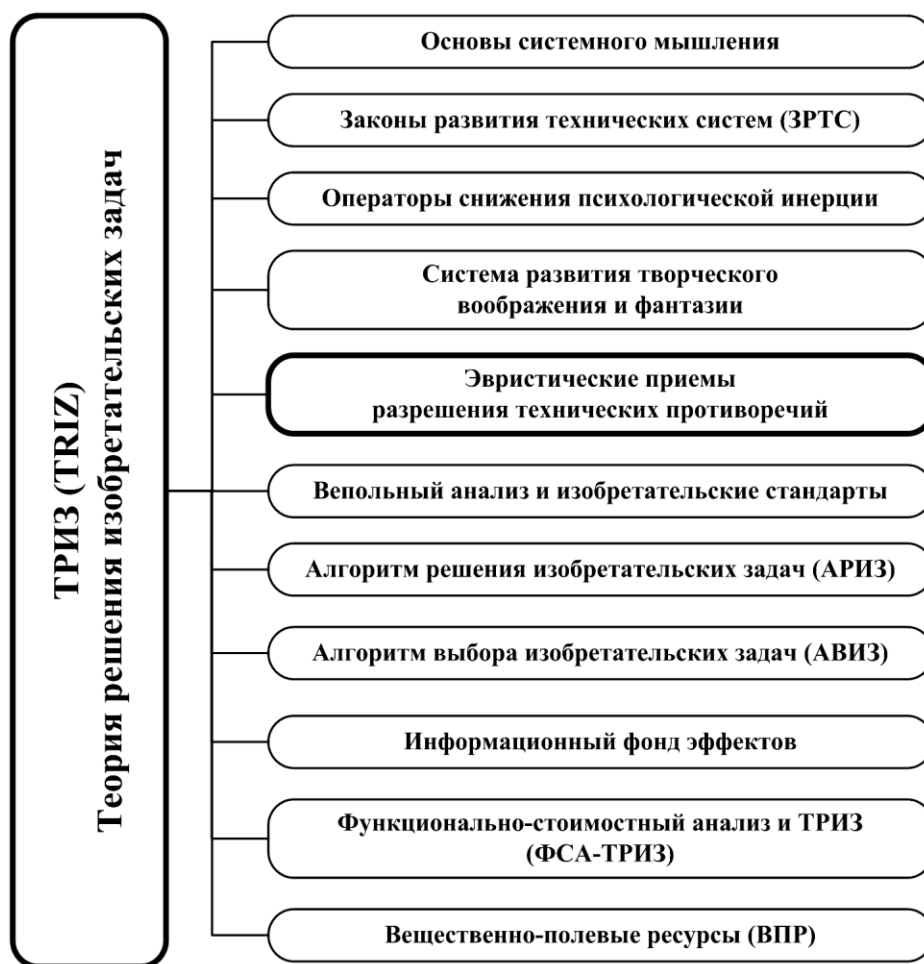 ТРИЗ (TRIZ)
Теория решения изобретательских задач
Основы системного мышления
Законы развития технических систем (ЗРТС)
Операторы снижения психологической инерции
Система развития творческого
воображения и фантазии
Эвристические приемы
разрешения технических противоречий
Вепольный анализ и изобретательские стандарты
Алгоритм решения изобретательских задач (АРИЗ)
Алгоритм выбора изобретательских задач (АВИЗ)
Информационный фонд эффектов
Функционально-стоимостный анализ и ТРИЗ
(ФСА-ТРИЗ)
Вещественно-полевые ресурсы (ВПР)